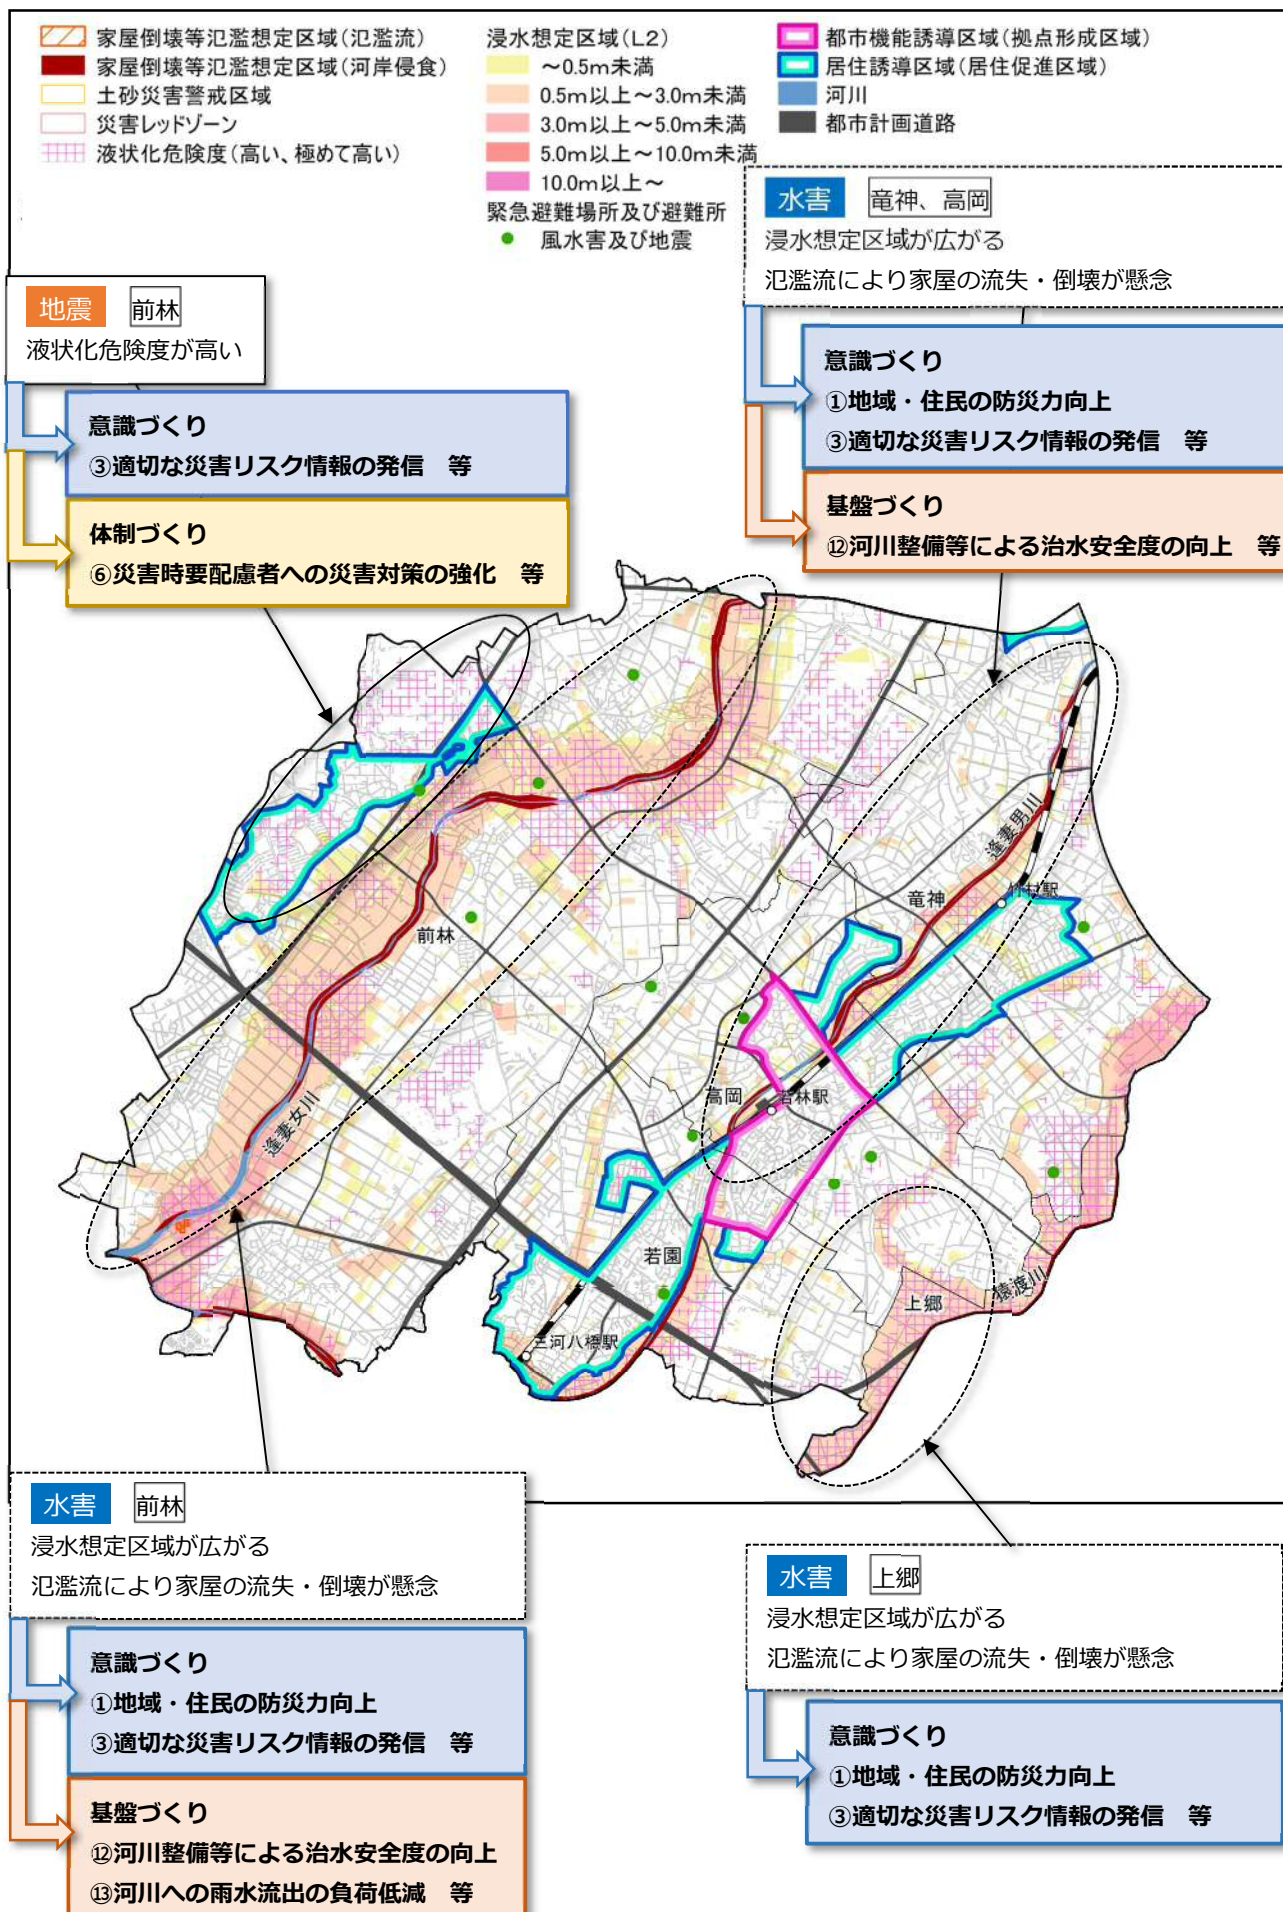 家屋倒壊等氾濫想定区域(氾濫流)
家屋倒壊等氾濫想定区域(河岸侵食)
土砂災害警戒区域
災害レッドゾーン
液状化危険度(高い、極めて高い)
浸水想定区域(L2)
～0.5m未満
0.5m以上～3.0m未満
3.0m以上～5.0m未満
5.0m以上～10.0m未満
10.0m以上～
緊急避難場所及び避難所
風水害及び地震
都市機能誘導区域(拠点形成区域)
居住誘導区域(居住促進区域)
河川
都市計画道路
水害 竜神、高岡
浸水想定区域が広がる
氾濫流により家屋の流失・倒壊が懸念
意識づくり
①地域・住民の防災力向上
③適切な災害リスク情報の発信　等
基盤づくり
⑫河川整備等による治水安全度の向上　等
地震 前林
液状化危険度が高い
意識づくり
③適切な災害リスク情報の発信　等
体制づくり
⑥災害時要配慮者への災害対策の強化　等
逢妻男川
竹村駅
竜神
前林
高岡
若林駅
逢妻女川
若園
上郷
猿渡川
三河八橋駅
水害 前林
浸水想定区域が広がる
氾濫流により家屋の流失・倒壊が懸念
意識づくり
①地域・住民の防災力向上
③適切な災害リスク情報の発信　等
基盤づくり
⑫河川整備等による治水安全度の向上
⑬河川への雨水流出の負荷低減　等
水害 上郷
浸水想定区域が広がる
氾濫流により家屋の流失・倒壊が懸念
意識づくり
①地域・住民の防災力向上
③適切な災害リスク情報の発信　等